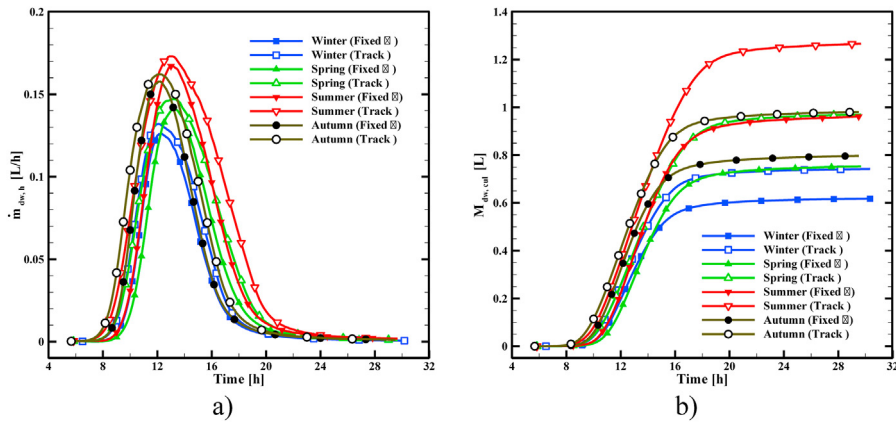 a)
0.2
0.15
0.1
0.05
0
ṁ dw, h [L/h]
Winter (Fixed ▯ )
Winter (Track )
Spring (Fixed ▯ )
Spring (Track )
Summer (Fixed ▯)
Summer (Track )
Autumn (Fixed ▯ )
Autumn (Track )
4 8 12 16 20 24 28 32
Time [h]
a)
b)
1.4
1.2
1
0.8
0.6
0.4
0.2
0
M dw, cul [L]
Winter (Fixed ▯ )
Winter (Track )
Spring (Fixed ▯ )
Spring (Track )
Summer (Fixed ▯ )
Summer (Track )
Autumn (Fixed ▯)
Autumn (Track )
4 8 12 16 20 24 28 32
Time [h]
b)